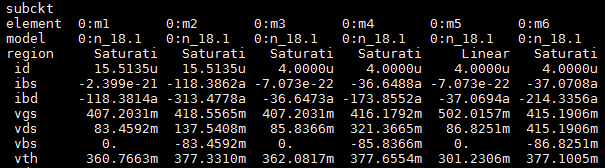 subckt
element 0:m1 0:m2 0:m3 0:m4 0:m5 0:m6
model 0:n_18.1 0:n_18.1 0:n_18.1 0:n_18.1 0:n_18.1 0:n_18.1
region Saturati Saturati Saturati Saturati Linear Saturati
id 15.5135u 15.5135u 4.0000u 4.0000u 4.0000u 4.0000u
ibs -2.399e-21 -118.3862a -7.073e-22 -36.6488a -7.073e-22 -37.0708a
ibd -118.3814a -313.4778a -36.6473a -173.8552a -37.0694a -214.3356a
vgs 407.2031m 418.5565m 407.2031m 416.1792m 502.0157m 415.1906m
vds 83.4592m 137.5408m 85.8366m 321.3665m 86.8251m 415.1906m
vbs 0. -83.4592m 0. -85.8366m 0. -86.8251m
vth 360.7663m 377.3310m 362.0817m 377.6554m 301.2306m 377.1005m